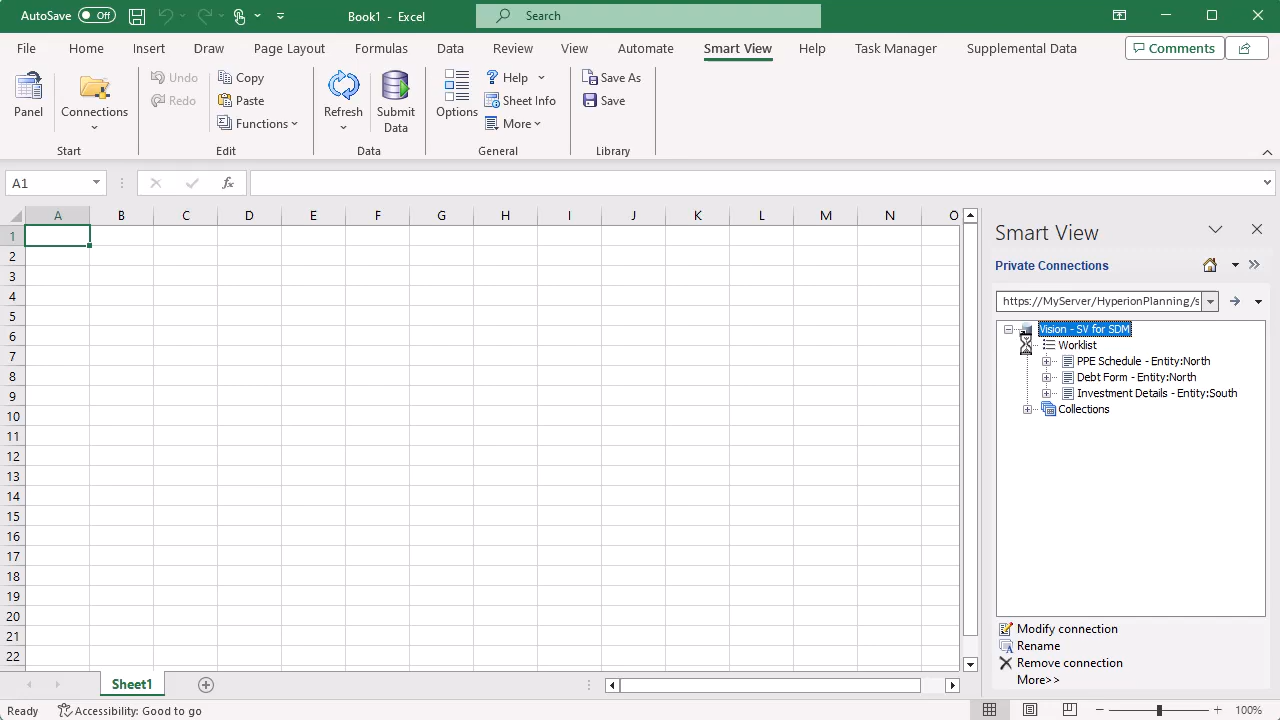 AutoSave Off Book1 - Excel Search
File Home Insert Draw Page Layout Formulas Data Review View Automate Smart View Help Task Manager Supplemental Data Comments
Panel
Connections
Start
Undo
Redo
Copy
Paste
Functions
Edit
Refresh
Submit
Data
Data
Options
Help
Sheet Info
More
General
Save As
Save
Library
A1 fx
A B C D E F G H I J K L M N O
1
2
3
4
5
6
7
8
9
10
11
12
13
14
15
16
17
18
19
20
21
22
Smart View
Private Connections
https://MyServer/HyperionPlanning/s
Vision - SV for SDM
Worklist
PPE Schedule - Entity:North
Debt Form - Entity:North
Investment Details - Entity:South
Collections
Modify connection
Rename
Remove connection
More>>
Sheet1
Ready Accessibility: Good to go 100%